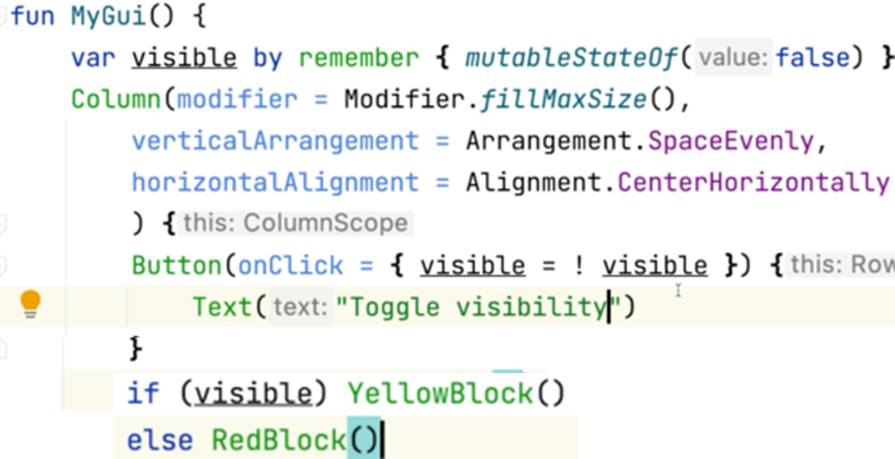 fun MyGui() {
var visible by remember { mutableStateOf( value: false) }
Column(modifier = Modifier.fillMaxSize(),
verticalArrangement = Arrangement.SpaceEvenly,
horizontalAlignment = Alignment.CenterHorizontally
) { this: ColumnScope
Button(onClick = { visible = ! visible }) { this: Row
Text( text: "Toggle visibility")
}
if (visible) YellowBlock()
else RedBlock()